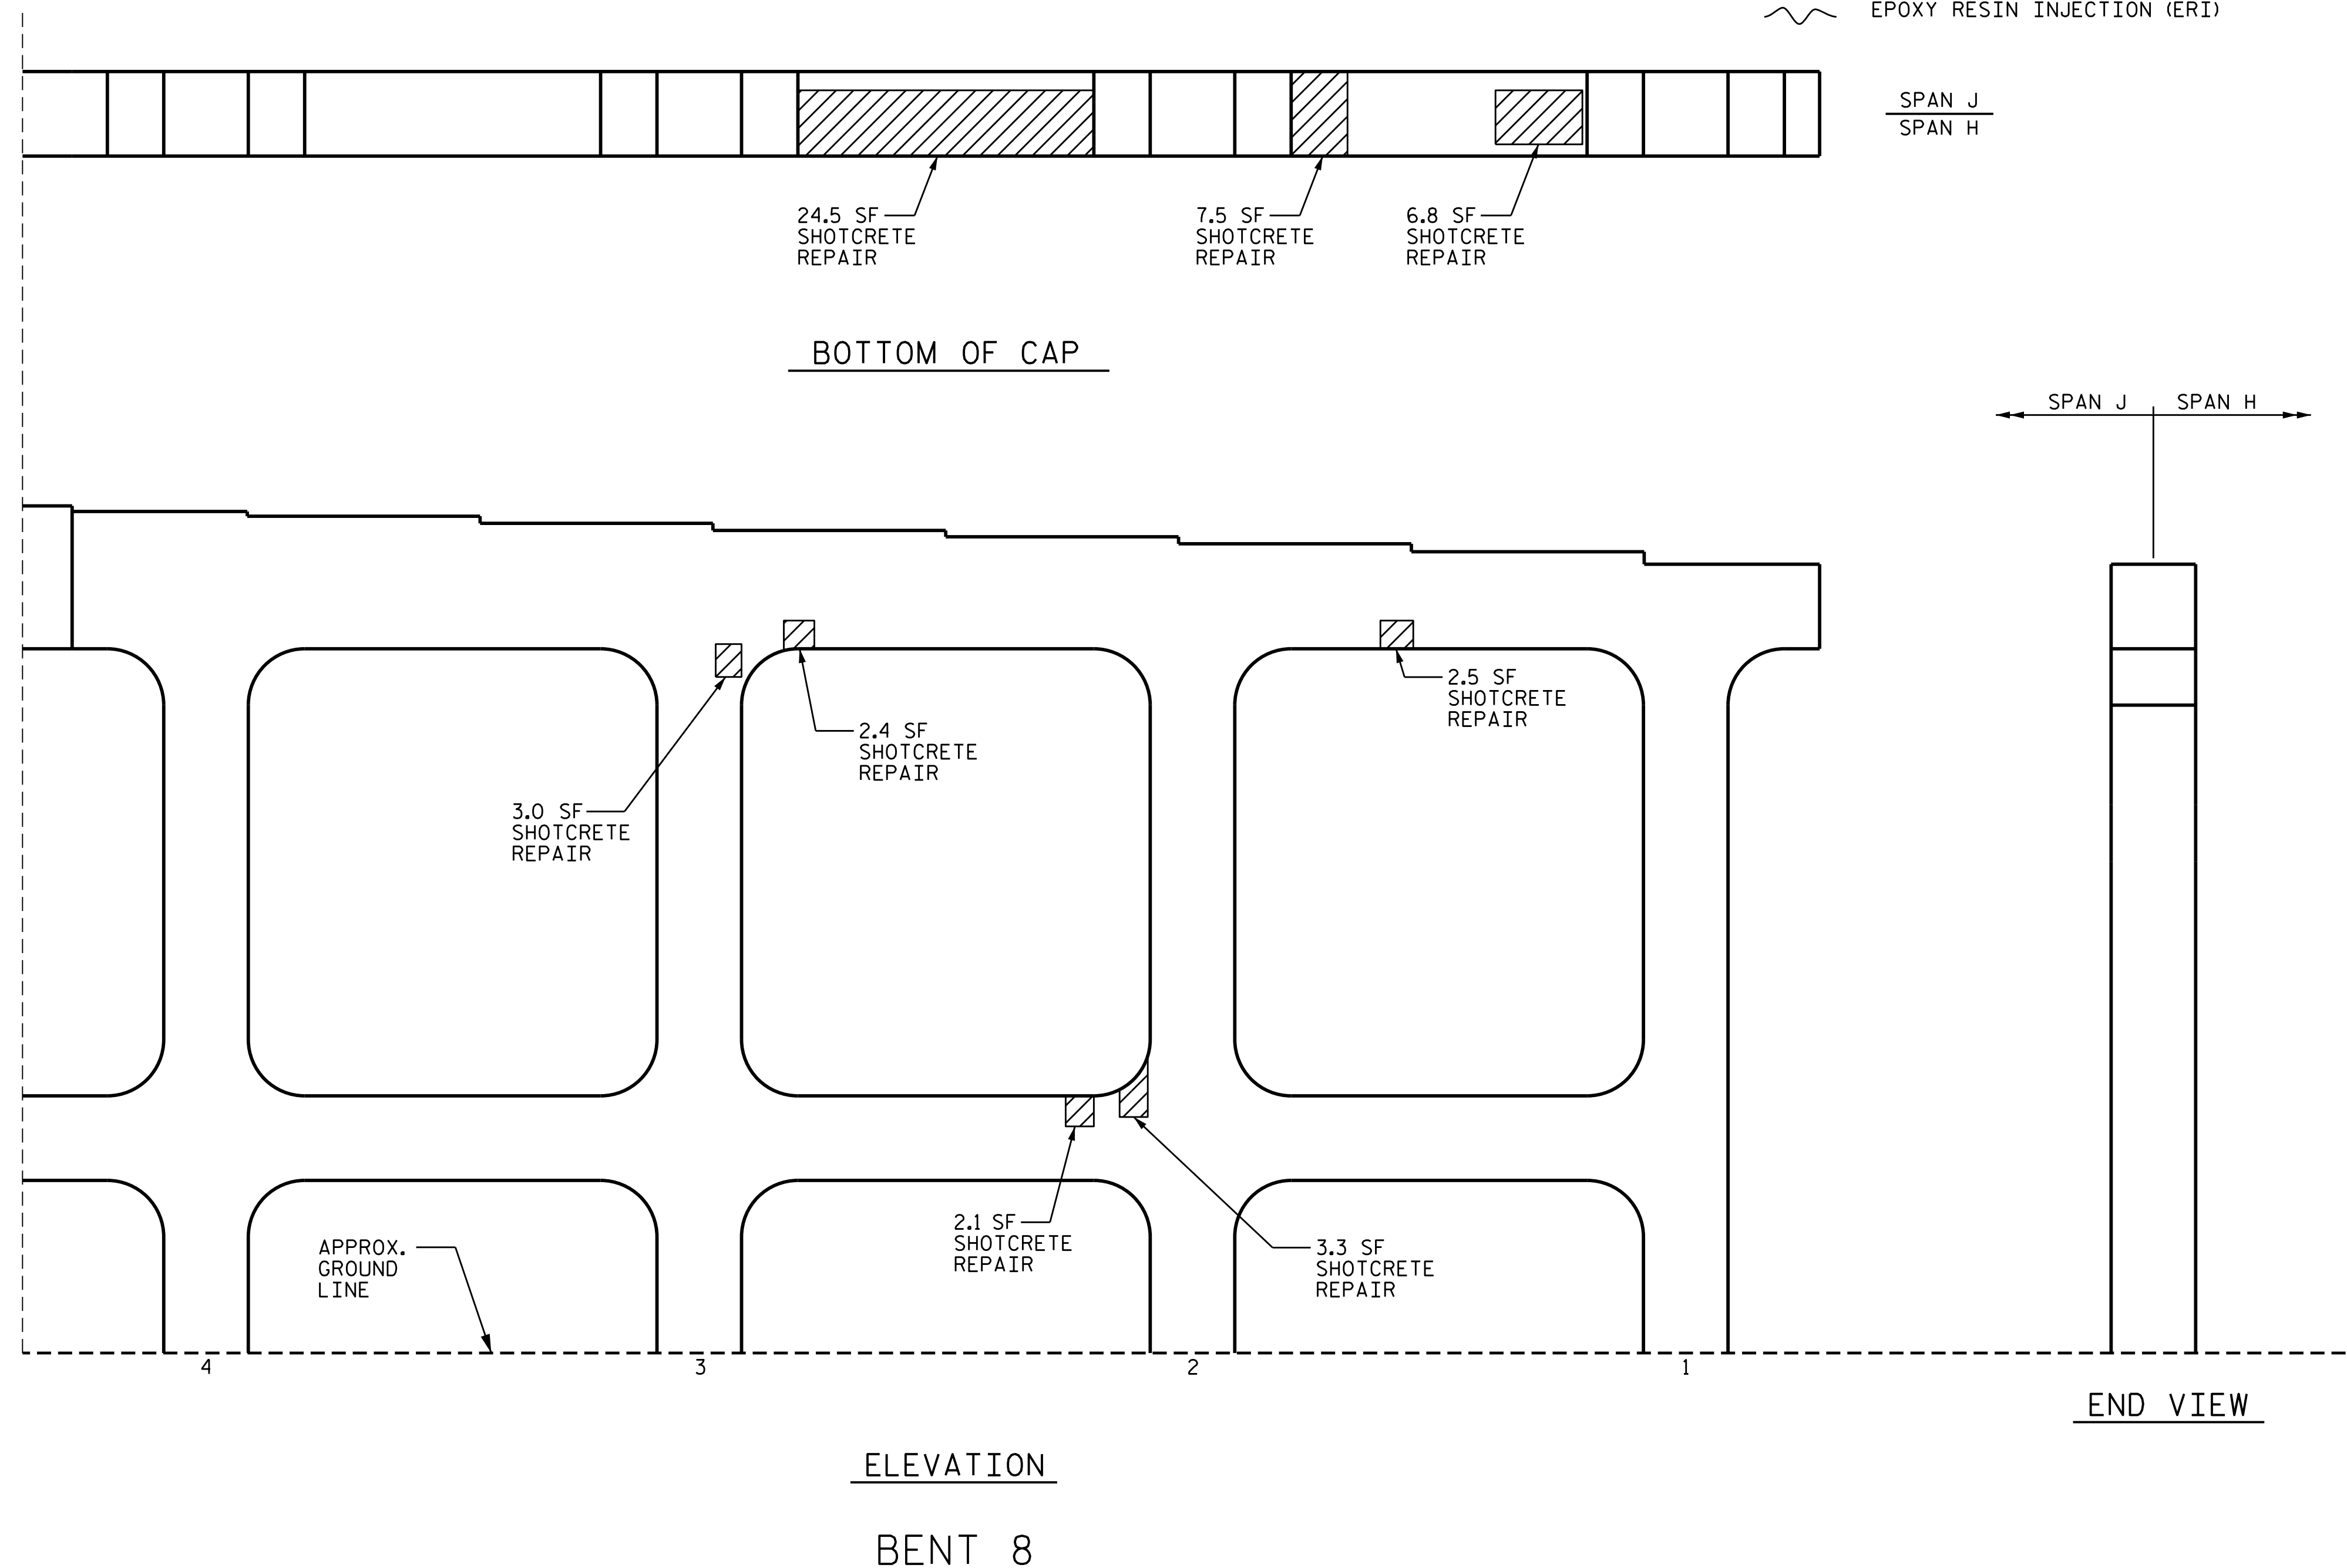 EPOXY RESIN INJECTION (ERI)
SPAN J
SPAN H
24.5 SF
SHOTCRETE
REPAIR
7.5 SF
SHOTCRETE
REPAIR
6.8 SF
SHOTCRETE
REPAIR
BOTTOM OF CAP
SPAN J
SPAN H
2.5 SF
SHOTCRETE
REPAIR
2.4 SF
SHOTCRETE
REPAIR
3.0 SF
SHOTCRETE
REPAIR
2.1 SF
SHOTCRETE
REPAIR
3.3 SF
SHOTCRETE
REPAIR
APPROX.
GROUND
LINE
4
3
2
1
END VIEW
ELEVATION
BENT 8